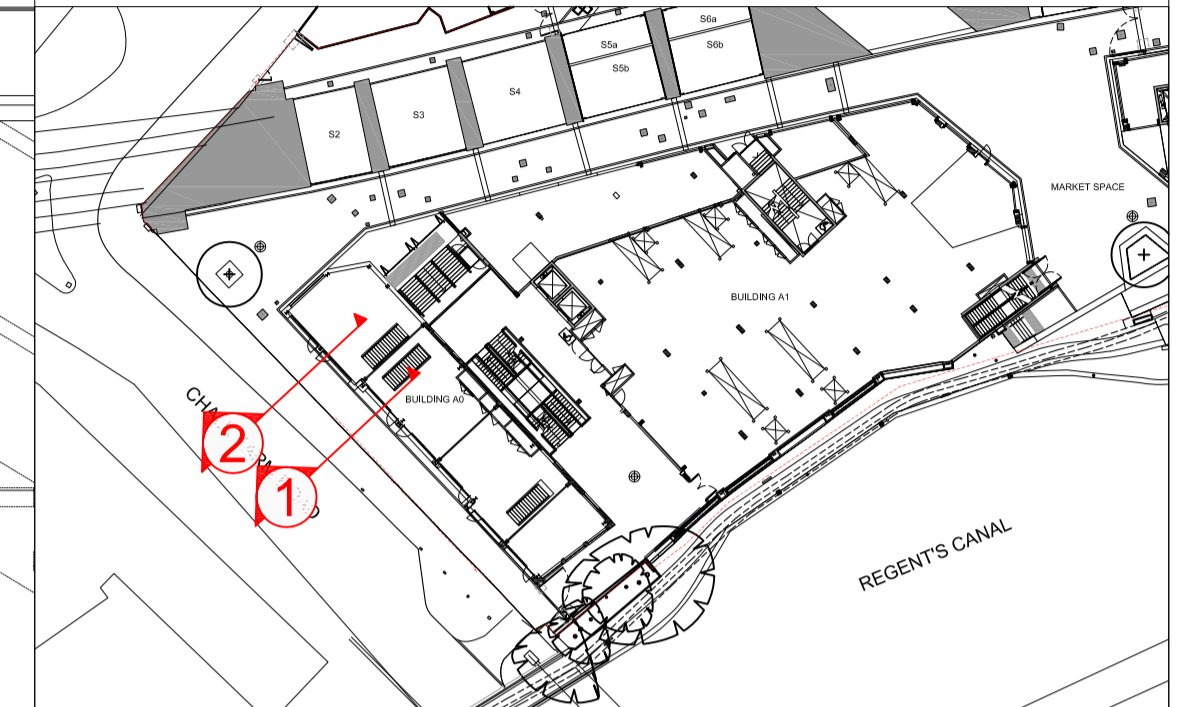 S6a
S5a
S6b
S5b
S4
S3
S2
MARKET SPACE
BUILDING A1
BUILDING A0
2
1
REGENT'S CANAL